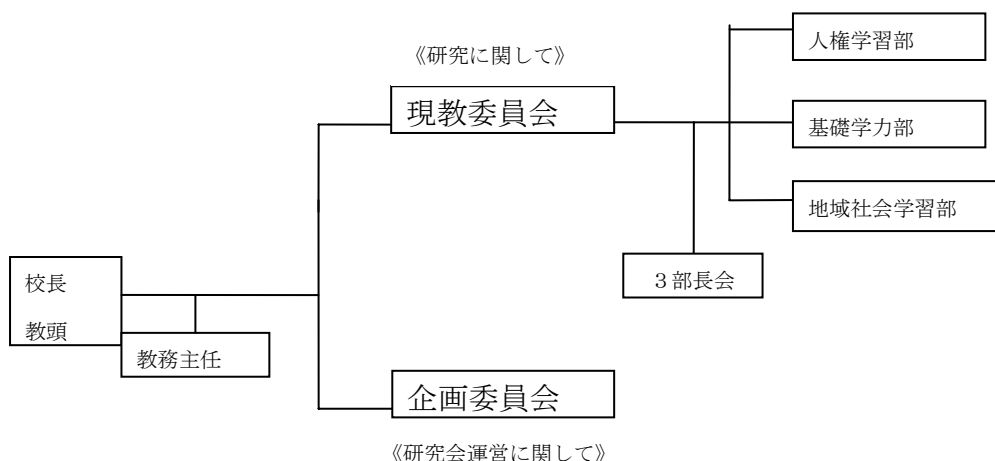 人権学習部
《研究に関して》
現教委員会
基礎学力部
地域社会学習部
3部長会
校長
教頭
教務主任
企画委員会
《研究会運営に関して》